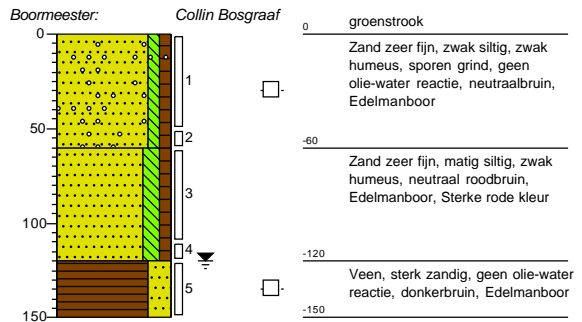 Boormeester: Collin Bosgraaf
0
50
100
150
1
2
3
4
5
0 groenstrook
Zand zeer fijn, zwak siltig, zwak
humeus, sporen grind, geen
olie-water reactie, neutraalbruin,
Edelmanboor
-60
Zand zeer fijn, matig siltig, zwak
humeus, neutraal roodbruin,
Edelmanboor, Sterke rode kleur
-120
Veen, sterk zandig, geen olie-water
reactie, donkerbruin, Edelmanboor
-150